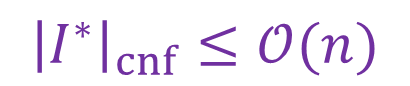 |I*|cnf ≤ 𝒪(n)